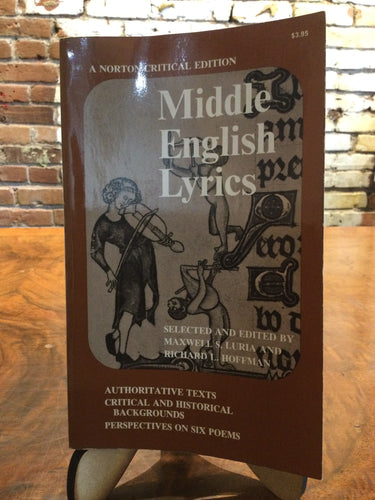 $3.95
A NORTON CRITICAL EDITION
Middle
English
Lyrics
SELECTED AND EDITED BY
MAXWELL S. LURIA AND
RICHARD L. HOFFMAN
AUTHORITATIVE TEXTS
CRITICAL AND HISTORICAL
BACKGROUNDS
PERSPECTIVES ON SIX POEMS